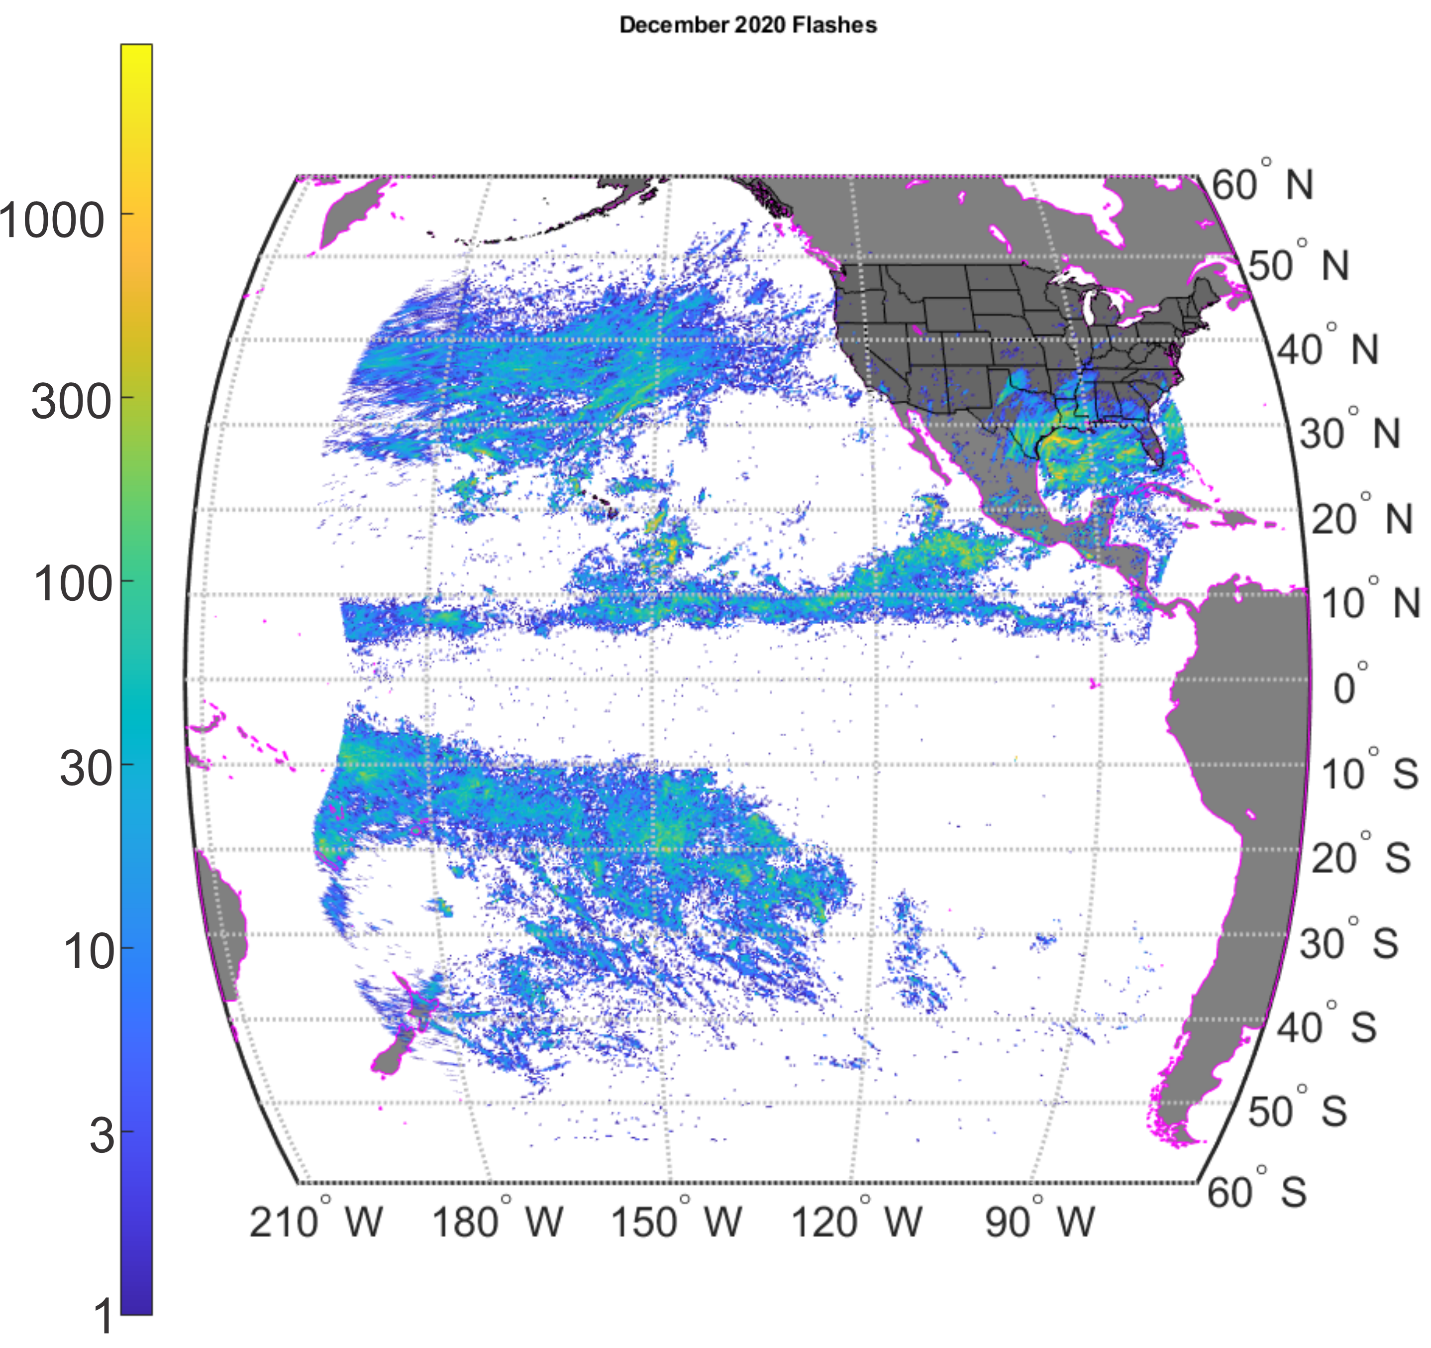 December 2020 Flashes
1000
300
100
30
10
3
1
60° N
50° N
40° N
30° N
20° N
10° N
0°
10° S
20° S
30° S
40° S
50° S
60° S
210° W 180° W 150° W 120° W 90° W